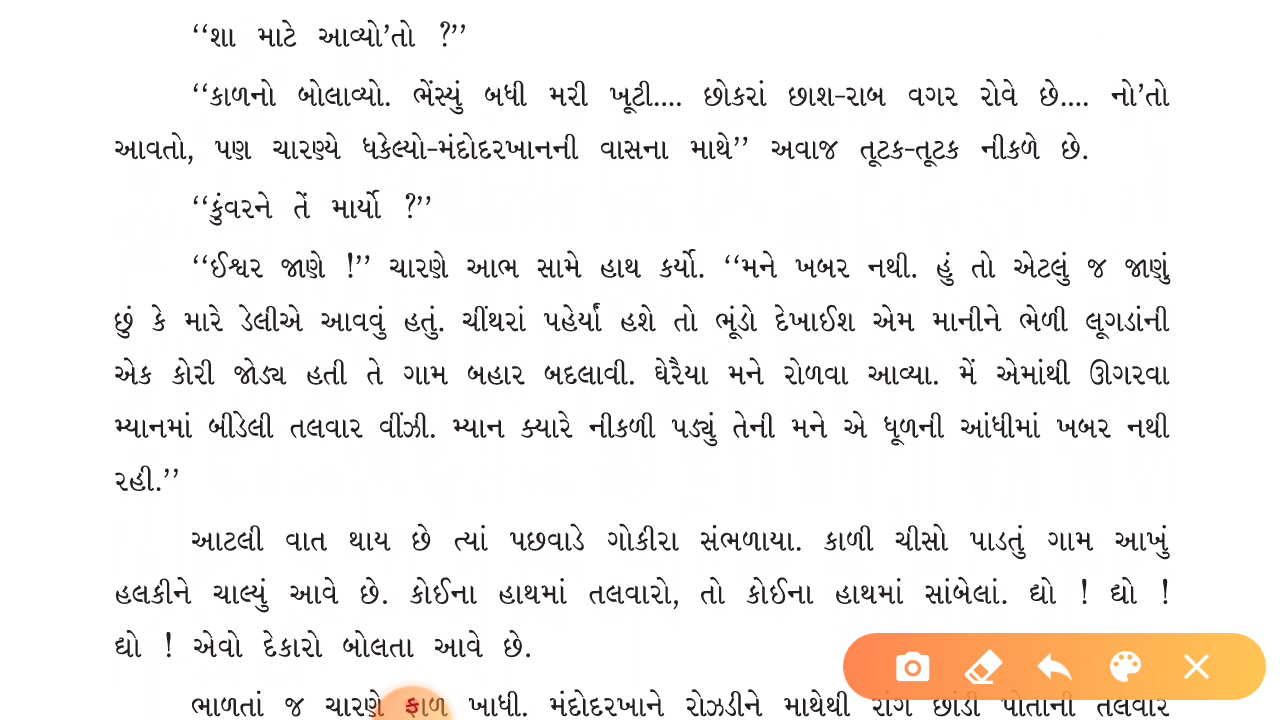 ‘‘શા માટે આવ્યો’તો ?’’
‘‘કાળનો બોલાવ્યો. ભેંસ્યું બધી મરી ખૂટી.... છોકરાં છાશ-રાબ વગર રોવે છે.... નો’તો
આવતો, પણ ચારણ્યે ધકેલ્યો-મંદોદરખાનની વાસના માથે’’ અવાજ તૂટક-તૂટક નીકળે છે.
‘‘કુંવરને તેં માર્યો ?’’
‘‘ઈશ્વર જાણે !’’ ચારણે આભ સામે હાથ કર્યો. ‘‘મને ખબર નથી. હું તો એટલું જ જાણું
છું કે મારે ડેલીએ આવવું હતું. ચીંથરાં પહેર્યાં હશે તો ભૂંડો દેખાઈશ એમ માનીને ભેળી લૂગડાંની
એક કોરી જોડ્ય હતી તે ગામ બહાર બદલાવી. ઘેરૈયા મને રોળવા આવ્યા. મેં એમાંથી ઊગરવા
મ્યાનમાં બીડેલી તલવાર વીંઝી. મ્યાન ક્યારે નીકળી પડ્યું તેની મને એ ધૂળની આંધીમાં ખબર નથી
રહી.’’
આટલી વાત થાય છે ત્યાં પછવાડે ગોકીરા સંભળાયા. કાળી ચીસો પાડતું ગામ આખું
હલકીને ચાલ્યું આવે છે. કોઈના હાથમાં તલવારો, તો કોઈના હાથમાં સાંબેલાં. દ્યો ! દ્યો !
દ્યો ! એવો દેકારો બોલતા આવે છે.
ભાળતાં જ ચારણે ફાળ ખાધી. મંદોદરખાને રોઝડીને માથેથી રાંગ છાંડી પોતાની તલવાર